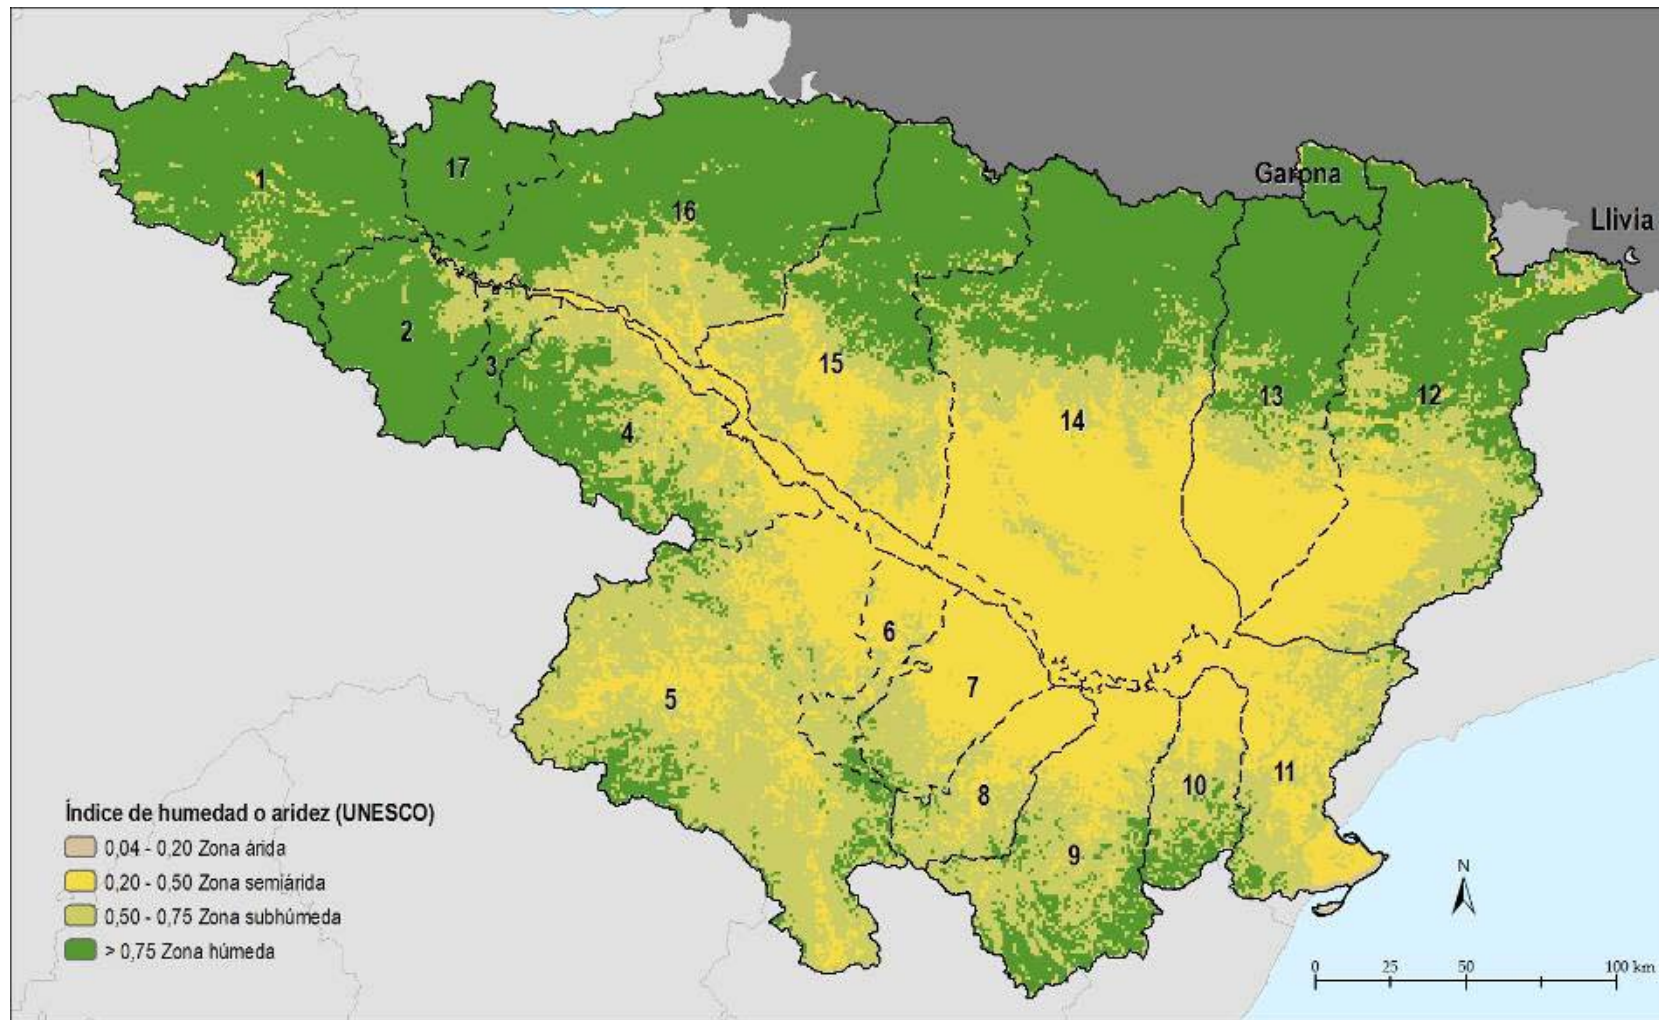 17
Garona
1
16
Llivia
2
3
15
13
12
4
14
6
7
5
11
10
8
9
Índice de humedad o aridez (UNESCO)
0,04 - 0,20 Zona árida
0,20 - 0,50 Zona semiárida
0,50 - 0,75 Zona subhúmeda
> 0,75 Zona húmeda
N
0 25 50 100 km